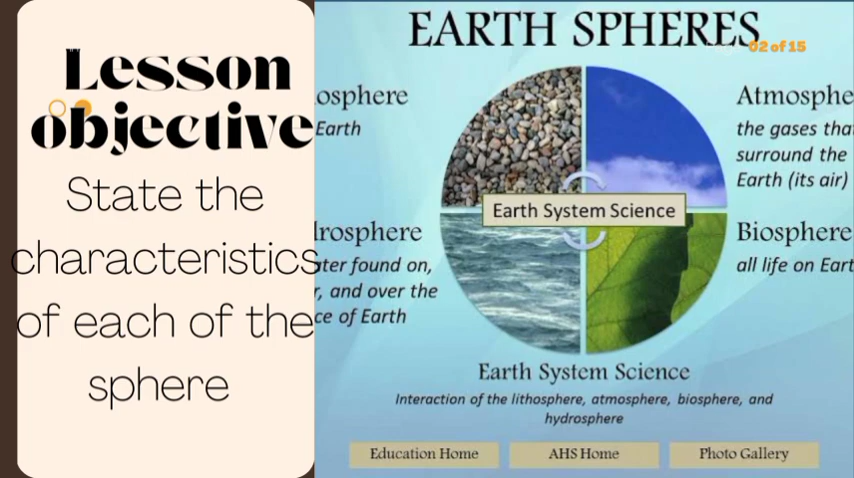 Lesson
objective
State the
characteristics
of each of the
sphere
EARTH SPHERES
02 of 15
osphere
Earth
Atmosphe
the gases tha
surround the
Earth (its air)
Earth System Science
drosphere
ter found on,
r, and over the
ce of Earth
Biosphere
all life on Eart
Earth System Science
Interaction of the lithosphere, atmosphere, biosphere, and
hydrosphere
Education Home
AHS Home
Photo Gallery